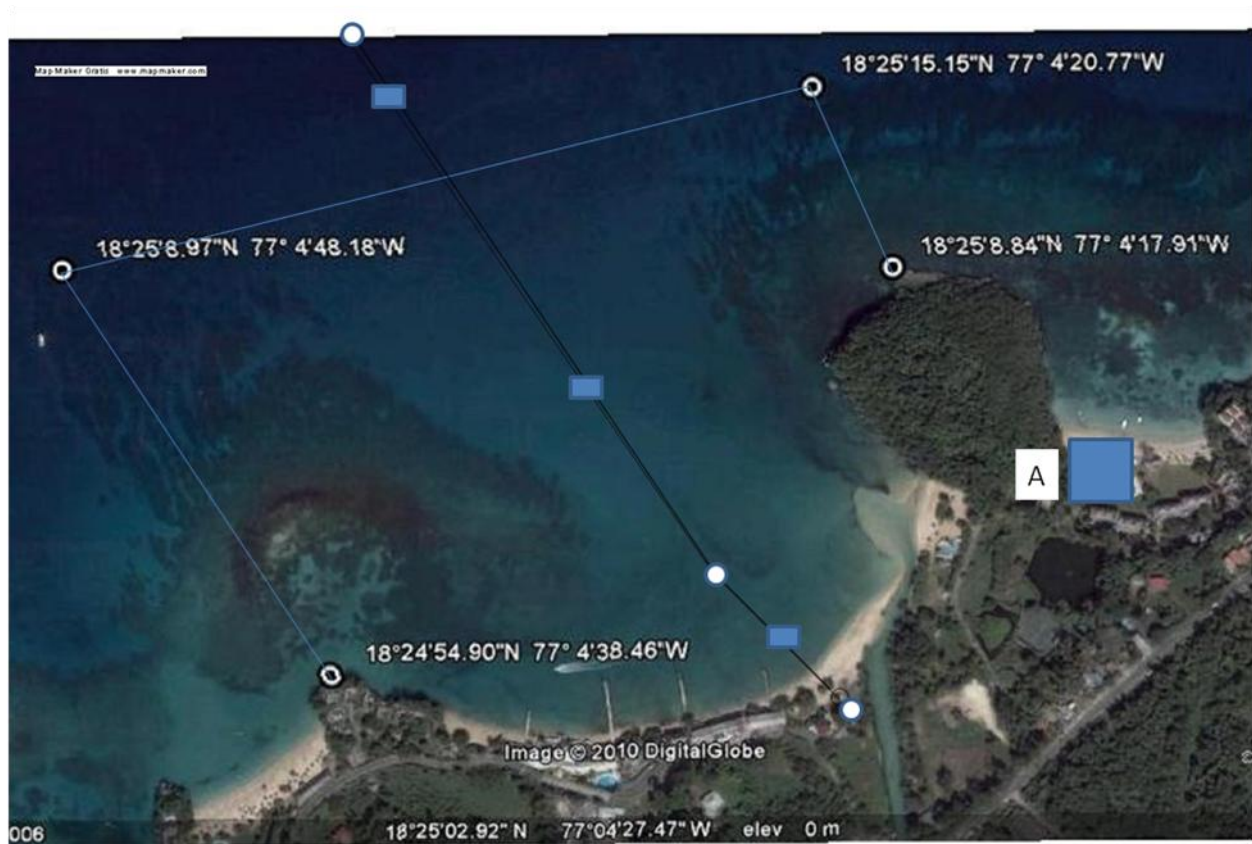 Map Maker Gratis www.mapmaker.com
18°25'15.15"N 77° 4'20.77"W
18°25'8.97"N 77° 4'48.18"W
18°25'8.84"N 77° 4'17.91"W
A
18°24'54.90"N 77° 4'38.46"W
Image © 2010 DigitalGlobe
©
006
18°25'02.92" N 77°04'27.47" W elev 0 m